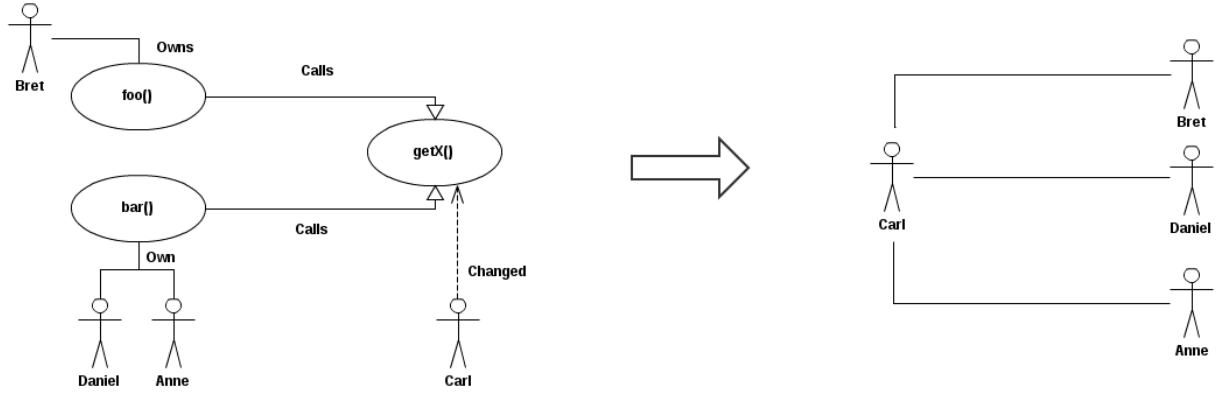 Owns
Bret
foo()
Calls
getX()
bar()
Calls
Own
Changed
Daniel
Anne
Carl
Bret
Carl
Daniel
Anne